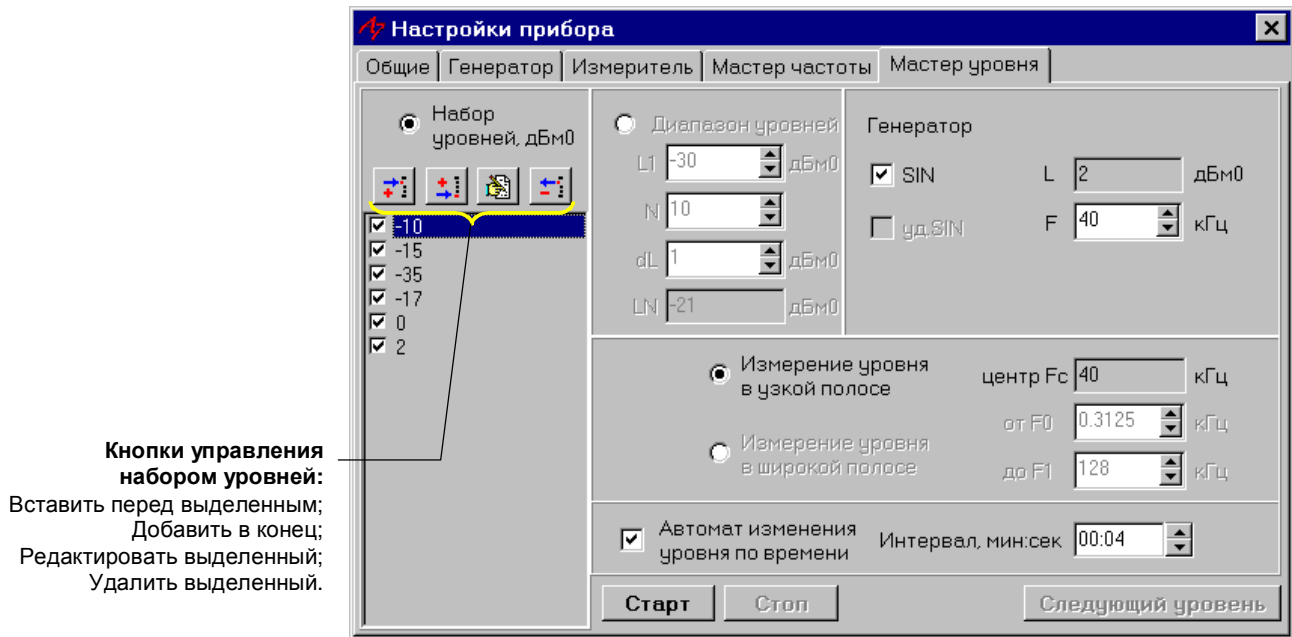 Настройки прибора
Общие Генератор Измеритель Мастер частоты Мастер уровня
Набор
уровней, дБм0
-10
-15
-35
-17
0
2
Диапазон уровней
L1 -30 дБм0
N 10
dL 1 дБм0
LN -21 дБм0
Генератор
SIN L 2 дБм0
уд.SIN F 40 кГц
Измерение уровня
в узкой полосе
центр Fc 40 кГц
от F0 0.3125 кГц
Измерение уровня
в широкой полосе
до F1 128 кГц
Автомат изменения
уровня по времени
Интервал, мин:сек 00:04
Старт Стоп Следующий уровень
Кнопки управления
набором уровней:
Вставить перед выделенным;
Добавить в конец;
Редактировать выделенный;
Удалить выделенный.